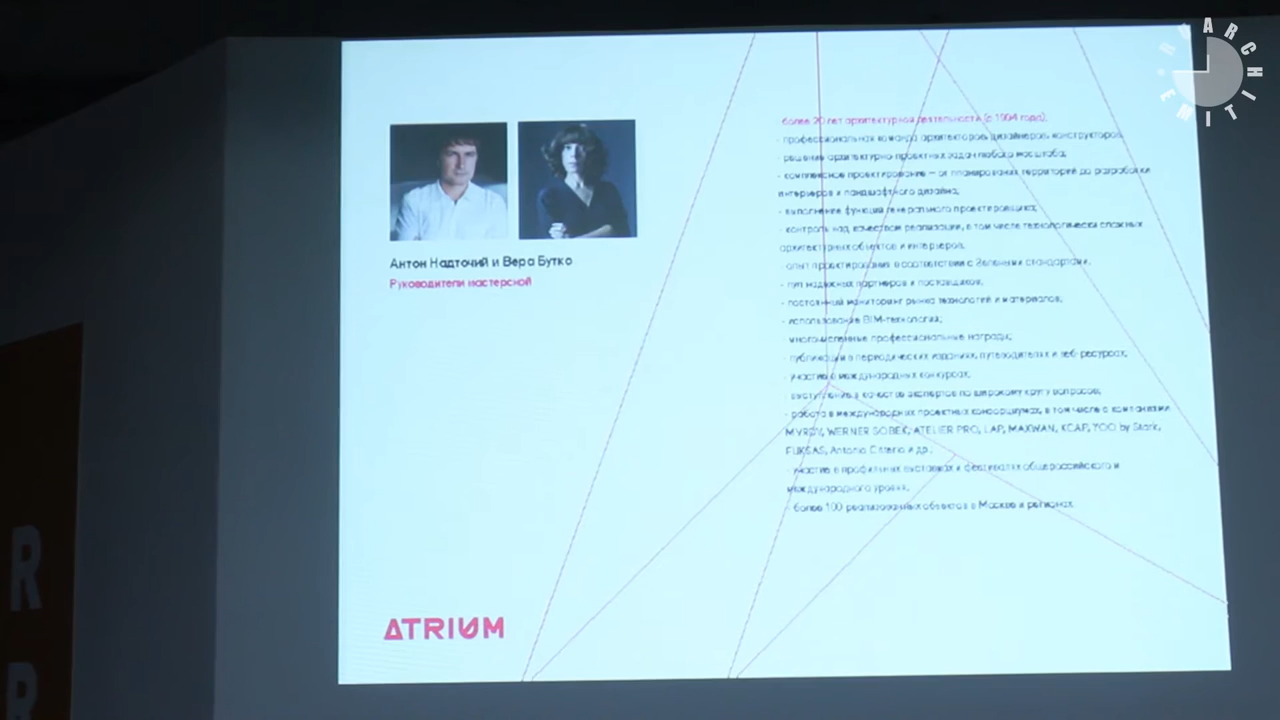 ARCHITIME
Антон Надточий и Вера Бутко
Руководители мастерской
более 20 лет архитектурной деятельности (с 1994 года).
- профессиональная команда архитекторов, дизайнеров, конструкторов;
- решение архитектурно-проектных задач любого масштаба;
- комплексное проектирование – от планирования территорий до разработки
интерьеров и ландшафтного дизайна;
- выполнение функций генерального проектировщика;
- контроль над качеством реализации, в том числе технологически сложных
архитектурных объектов и интерьеров;
- опыт проектирования в соответствии с Зелеными стандартами;
- пул надежных партнеров и поставщиков;
- постоянный мониторинг рынка технологий и материалов;
- использование BIM-технологий;
- многочисленные профессиональные награды;
- публикации в периодических изданиях, путеводителях и веб-ресурсах;
- участие в международных конкурсах;
- выступление в качестве экспертов по широкому кругу вопросов;
- работа в международных проектных консорциумах, в том числе с компаниями
MVRDV, WERNER SOBEK, ATELIER PRO, LAP, MAXWAN, KCAP, YOO by Starck,
FUKSAS, Antonio Citterio и др.;
- участие в профильных выставках и фестивалях общероссийского и
международного уровня;
- более 100 реализованных объектов в Москве и регионах.
ATRIUM
R
R